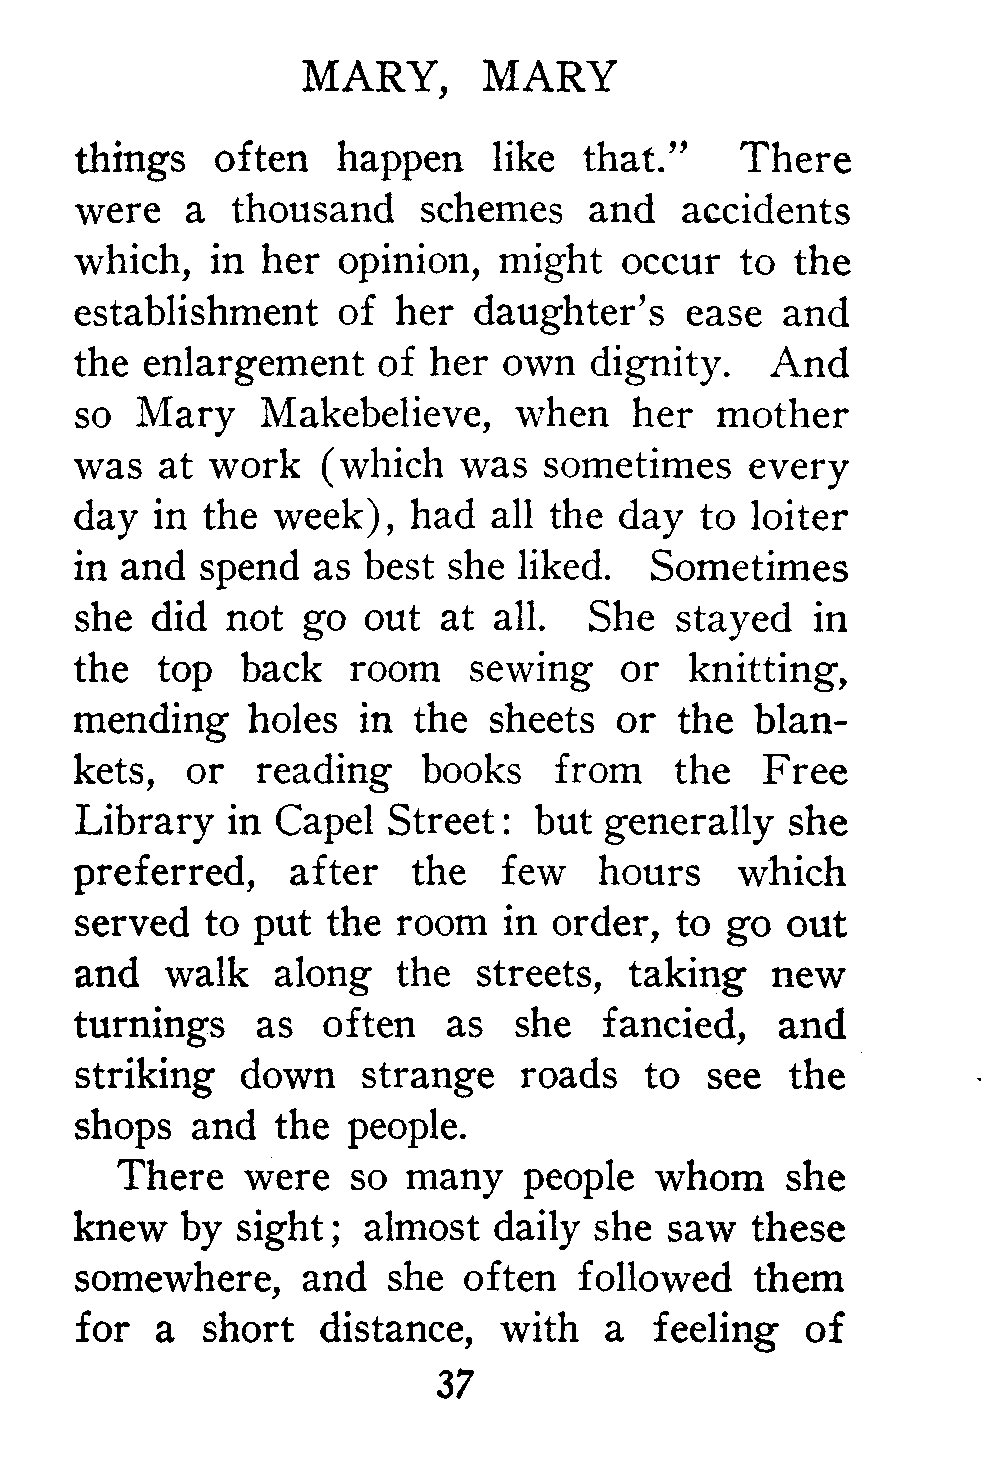 MARY, MARY
things often happen like that.” There
were a thousand schemes and accidents
which, in her opinion, might occur to the
establishment of her daughter’s ease and
the enlargement of her own dignity. And
so Mary Makebelieve, when her mother
was at work (which was sometimes every
day in the week), had all the day to loiter
in and spend as best she liked. Sometimes
she did not go out at all. She stayed in
the top back room sewing or knitting,
mending holes in the sheets or the blan-
kets, or reading books from the Free
Library in Capel Street: but generally she
preferred, after the few hours which
served to put the room in order, to go out
and walk along the streets, taking new
turnings as often as she fancied, and
striking down strange roads to see the
shops and the people.
There were so many people whom she
knew by sight; almost daily she saw these
somewhere, and she often followed them
for a short distance, with a feeling of
37